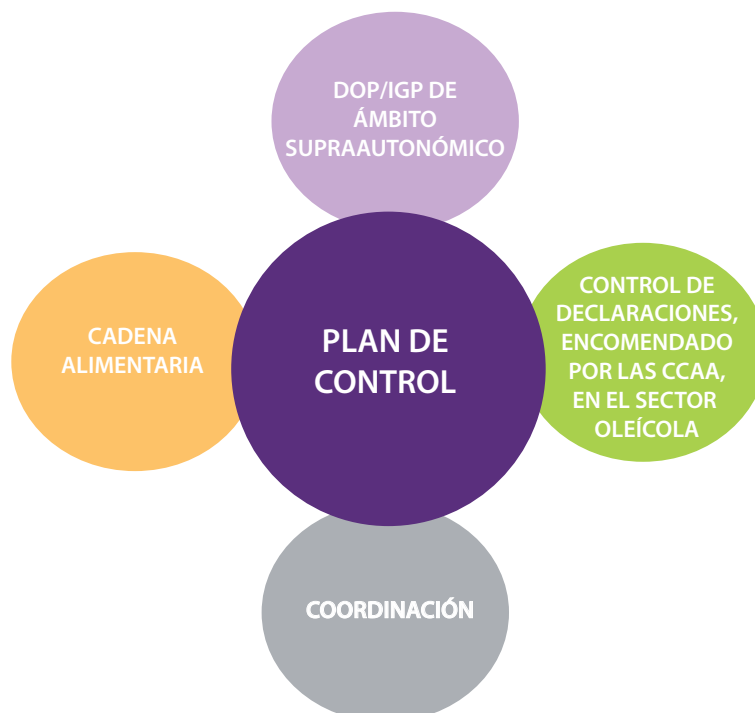 DOP/IGP DE
ÁMBITO
SUPRAAUTONÓMICO
CADENA
ALIMENTARIA
PLAN DE
CONTROL
CONTROL DE
DECLARACIONES,
ENCOMENDADO
POR LAS CCAA,
EN EL SECTOR
OLEÍCOLA
COORDINACIÓN